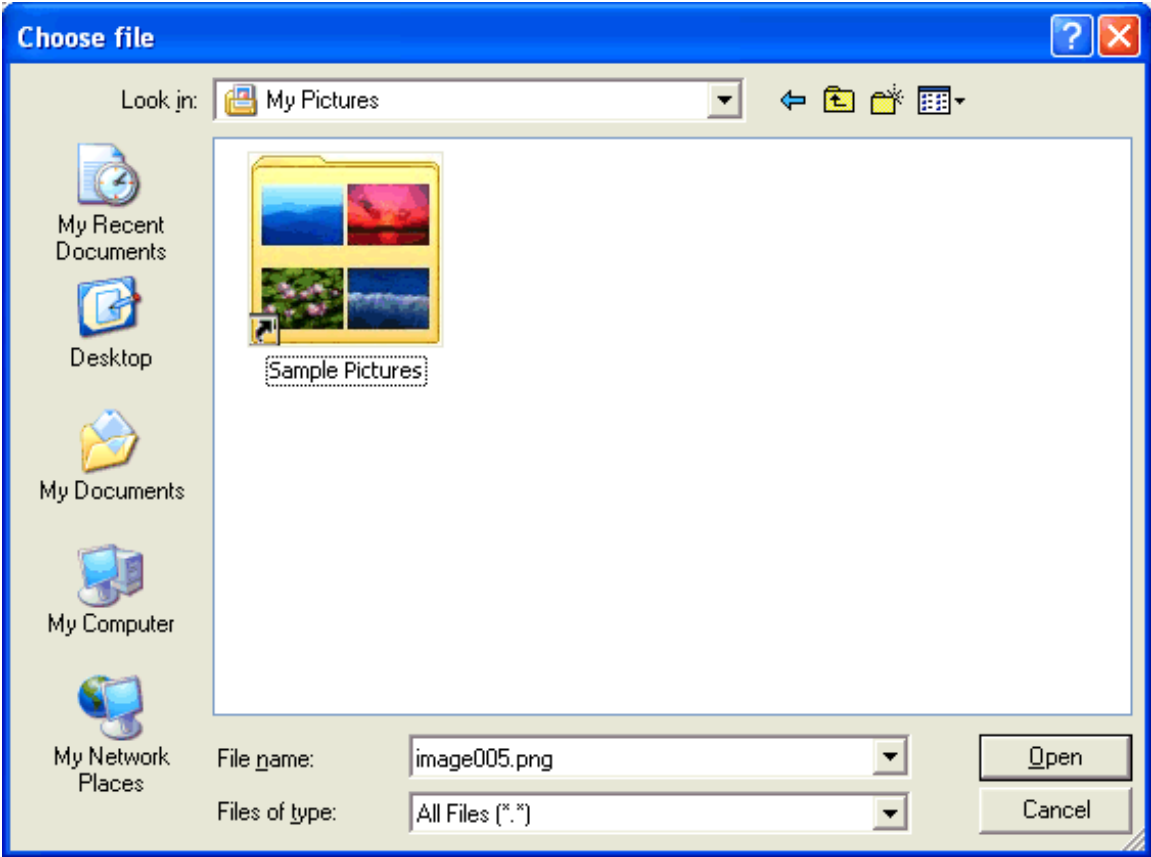 Choose file
Look in:
My Pictures
My Recent
Documents
Desktop
My Documents
My Computer
My Network
Places
Sample Pictures
File name:
image005.png
Open
Files of type:
All Files (*.*)
Cancel